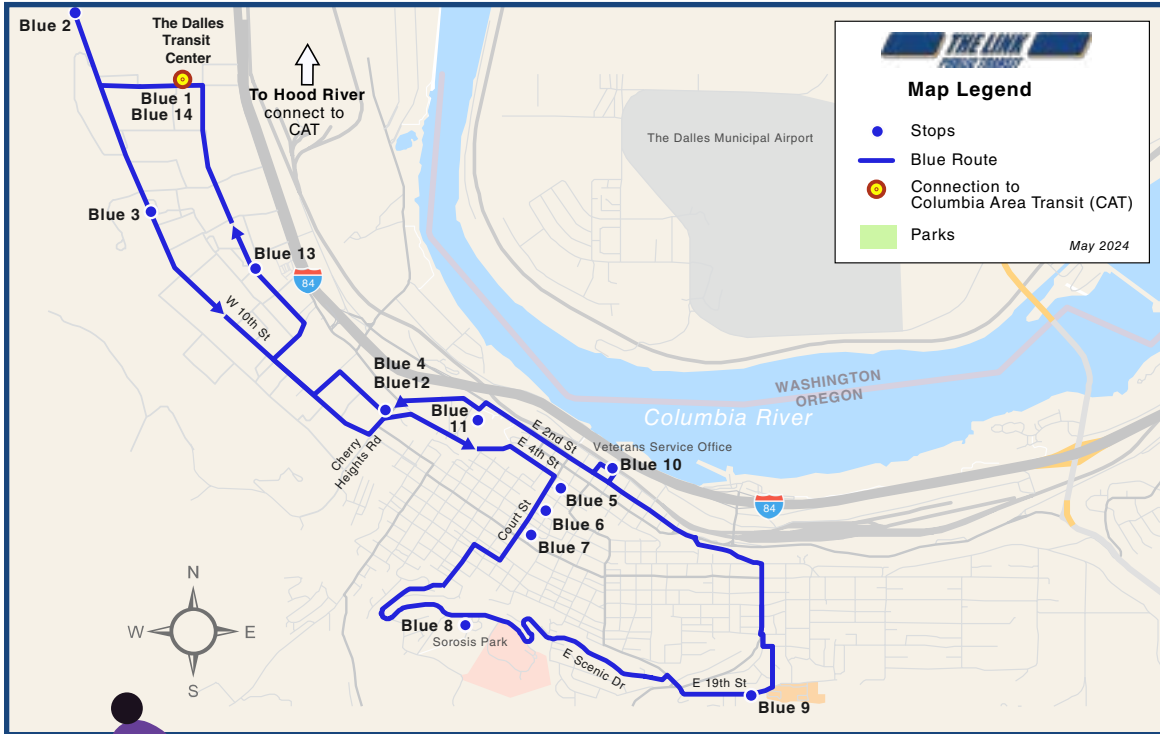 Blue 2
The Dalles
Transit
Center
Blue 1
Blue 14
To Hood River
connect to
CAT
The Dalles Municipal Airport
THE LINK
PUBLIC TRANSIT
Map Legend
Stops
Blue Route
Connection to
Columbia Area Transit (CAT)
Parks
May 2024
Blue 3
Blue 13
84
W 10th St
Blue 4
Blue12
Blue
11
WASHINGTON
OREGON
Columbia River
E 2nd St
E 4th St
Veterans Service Office
Blue 10
Cherry
Heights Rd
84
Blue 5
Court St
Blue 6
Blue 7
N
W
E
S
Blue 8
Sorosis Park
E Scenic Dr
E 19th St
Blue 9